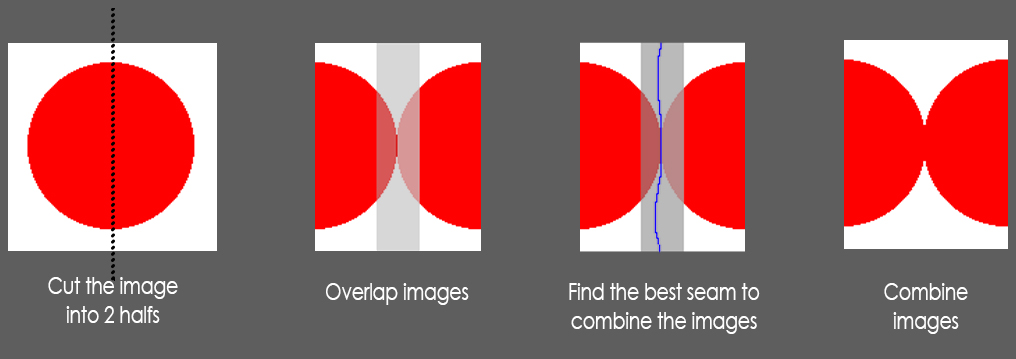 Cut the image
into 2 halfs
Overlap images
Find the best seam to
combine the images
Combine
images